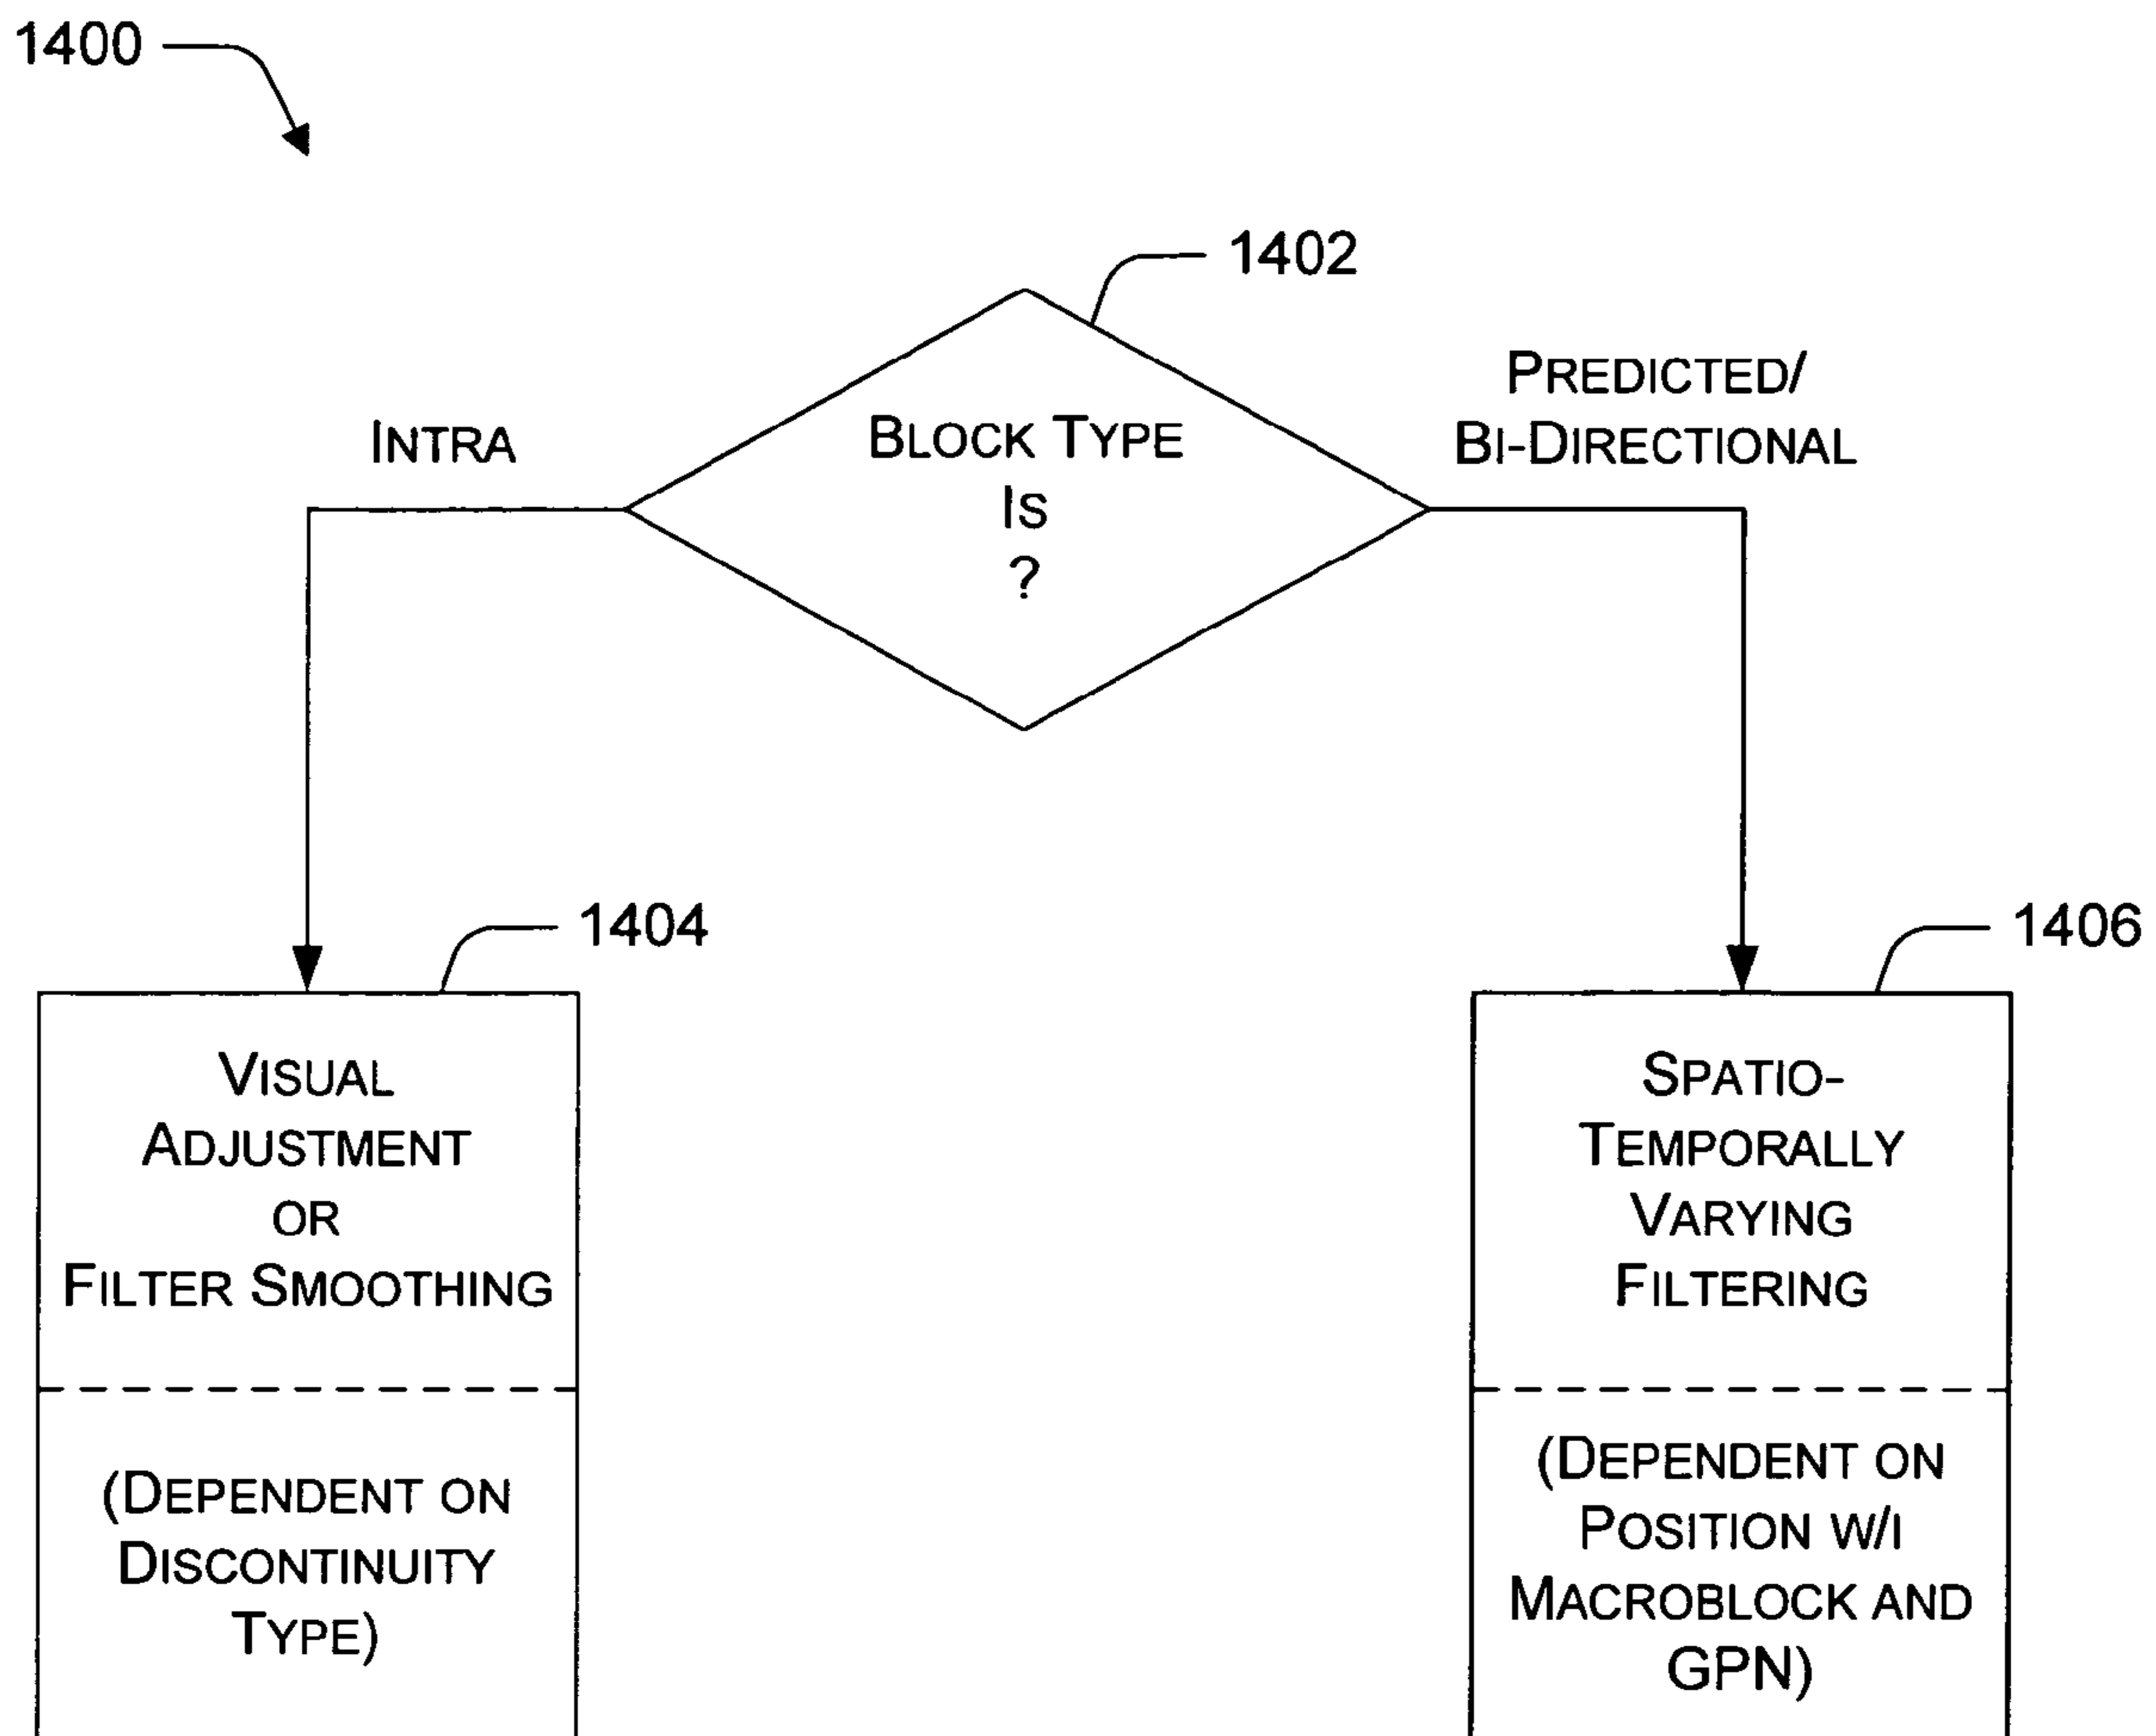 1400
1402
PREDICTED/
BI-DIRECTIONAL
INTRA
BLOCK TYPE
IS
?
1404
1406
VISUAL
ADJUSTMENT
OR
FILTER SMOOTHING
(DEPENDENT ON
DISCONTINUITY
TYPE)
SPATIO-
TEMPORALLY
VARYING
FILTERING
(DEPENDENT ON
POSITION W/I
MACROBLOCK AND
GPN)